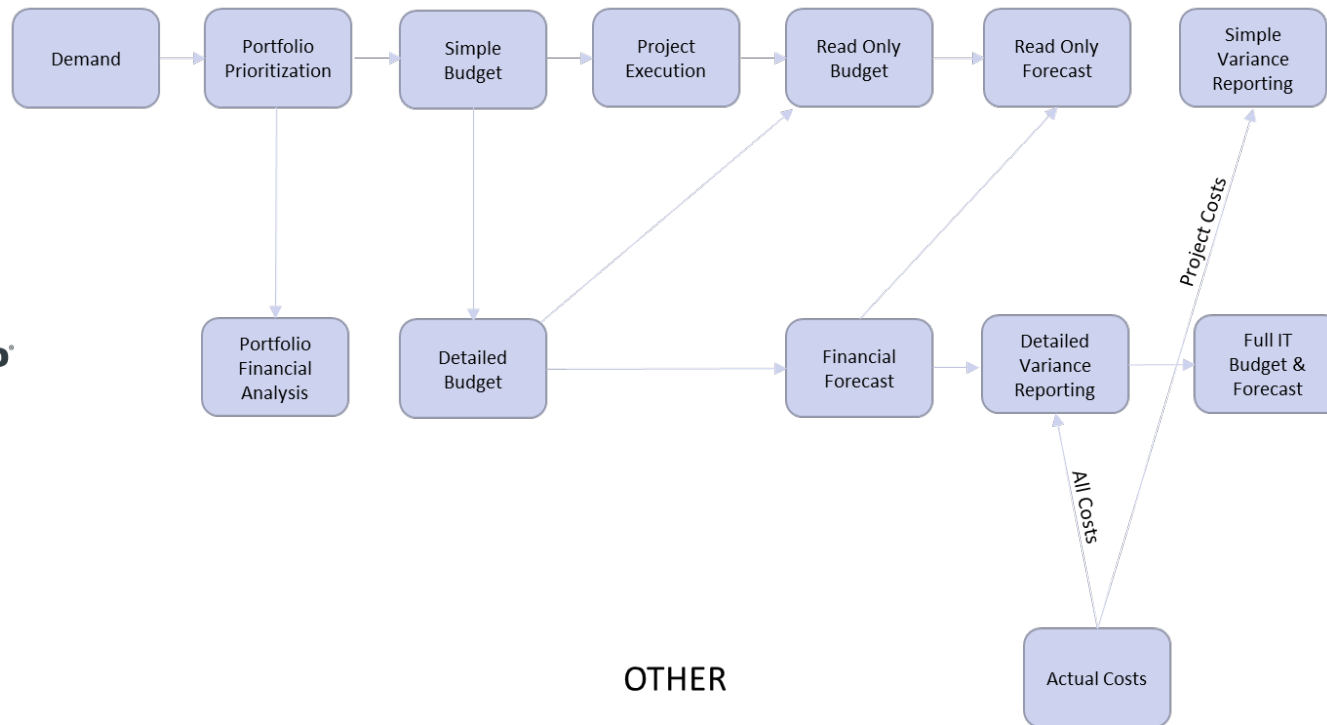 Demand
Portfolio
Prioritization
Simple
Budget
Project
Execution
Read Only
Budget
Read Only
Forecast
Simple
Variance
Reporting
Project Costs
Portfolio
Financial
Analysis
Detailed
Budget
Financial
Forecast
Detailed
Variance
Reporting
Full IT
Budget &
Forecast
All Costs
Actual Costs
OTHER